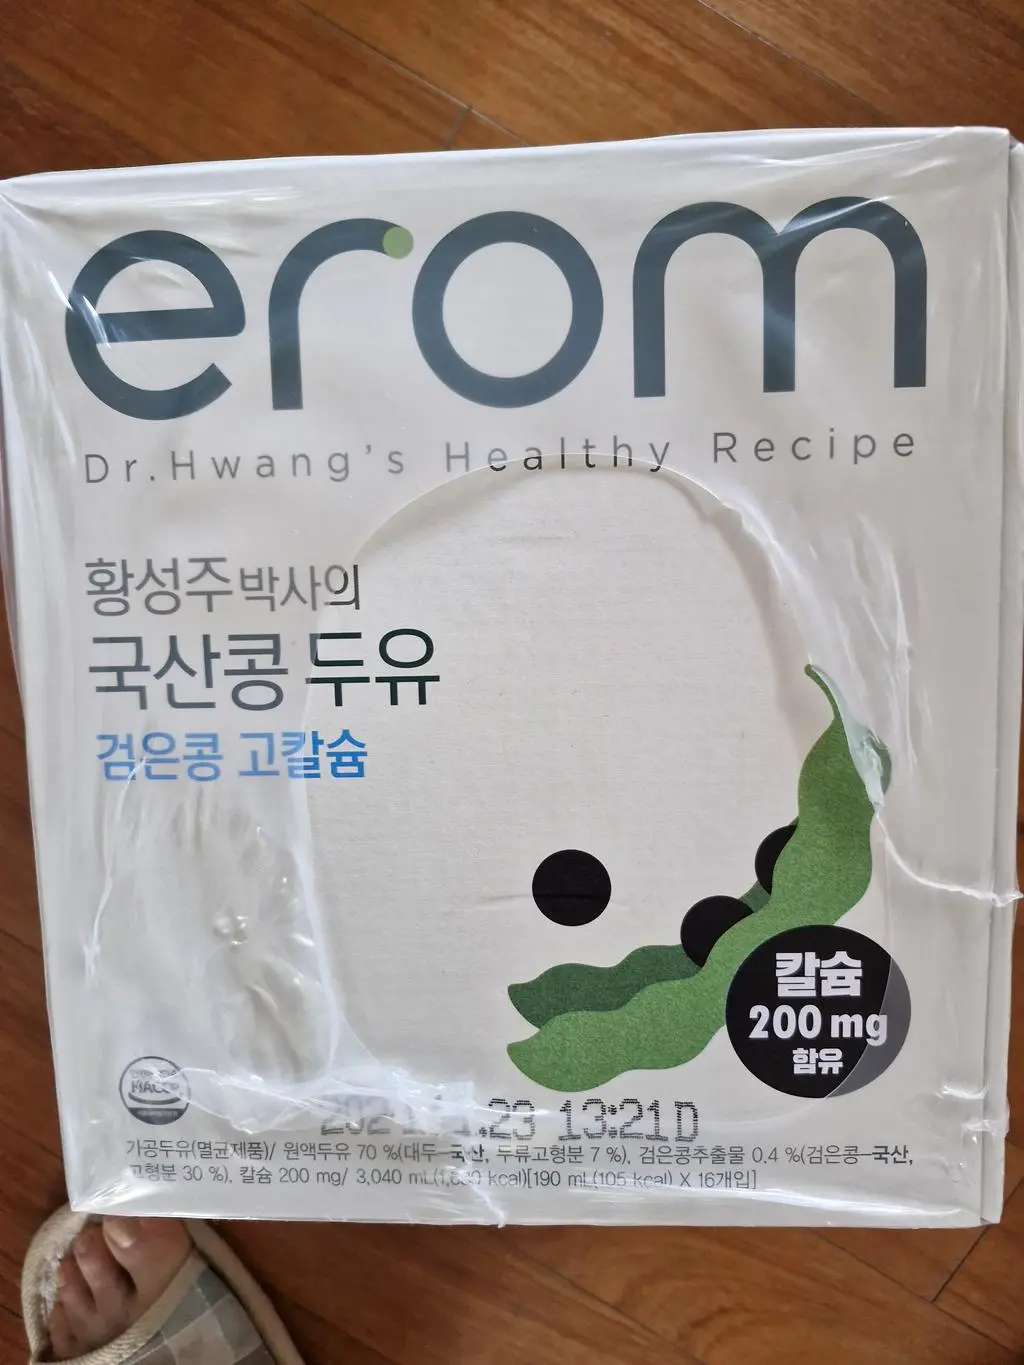 erom
Dr.Hwang's Healthy Recipe
황성주박사의
국산콩 두유
검은콩 고칼슘
칼슘
200 mg
함유
HACCP
13:21D
가공두유(멸균제품)/ 원액두유 70 %(대두-국산, 두류고형분 7 %), 검은콩추출물 0.4 %(검은콩-국산,
고형분 30 %), 칼슘 200 mg/ 3,040 mL(1,680 kcal)[190 mL(105 kcal) X 16개입]